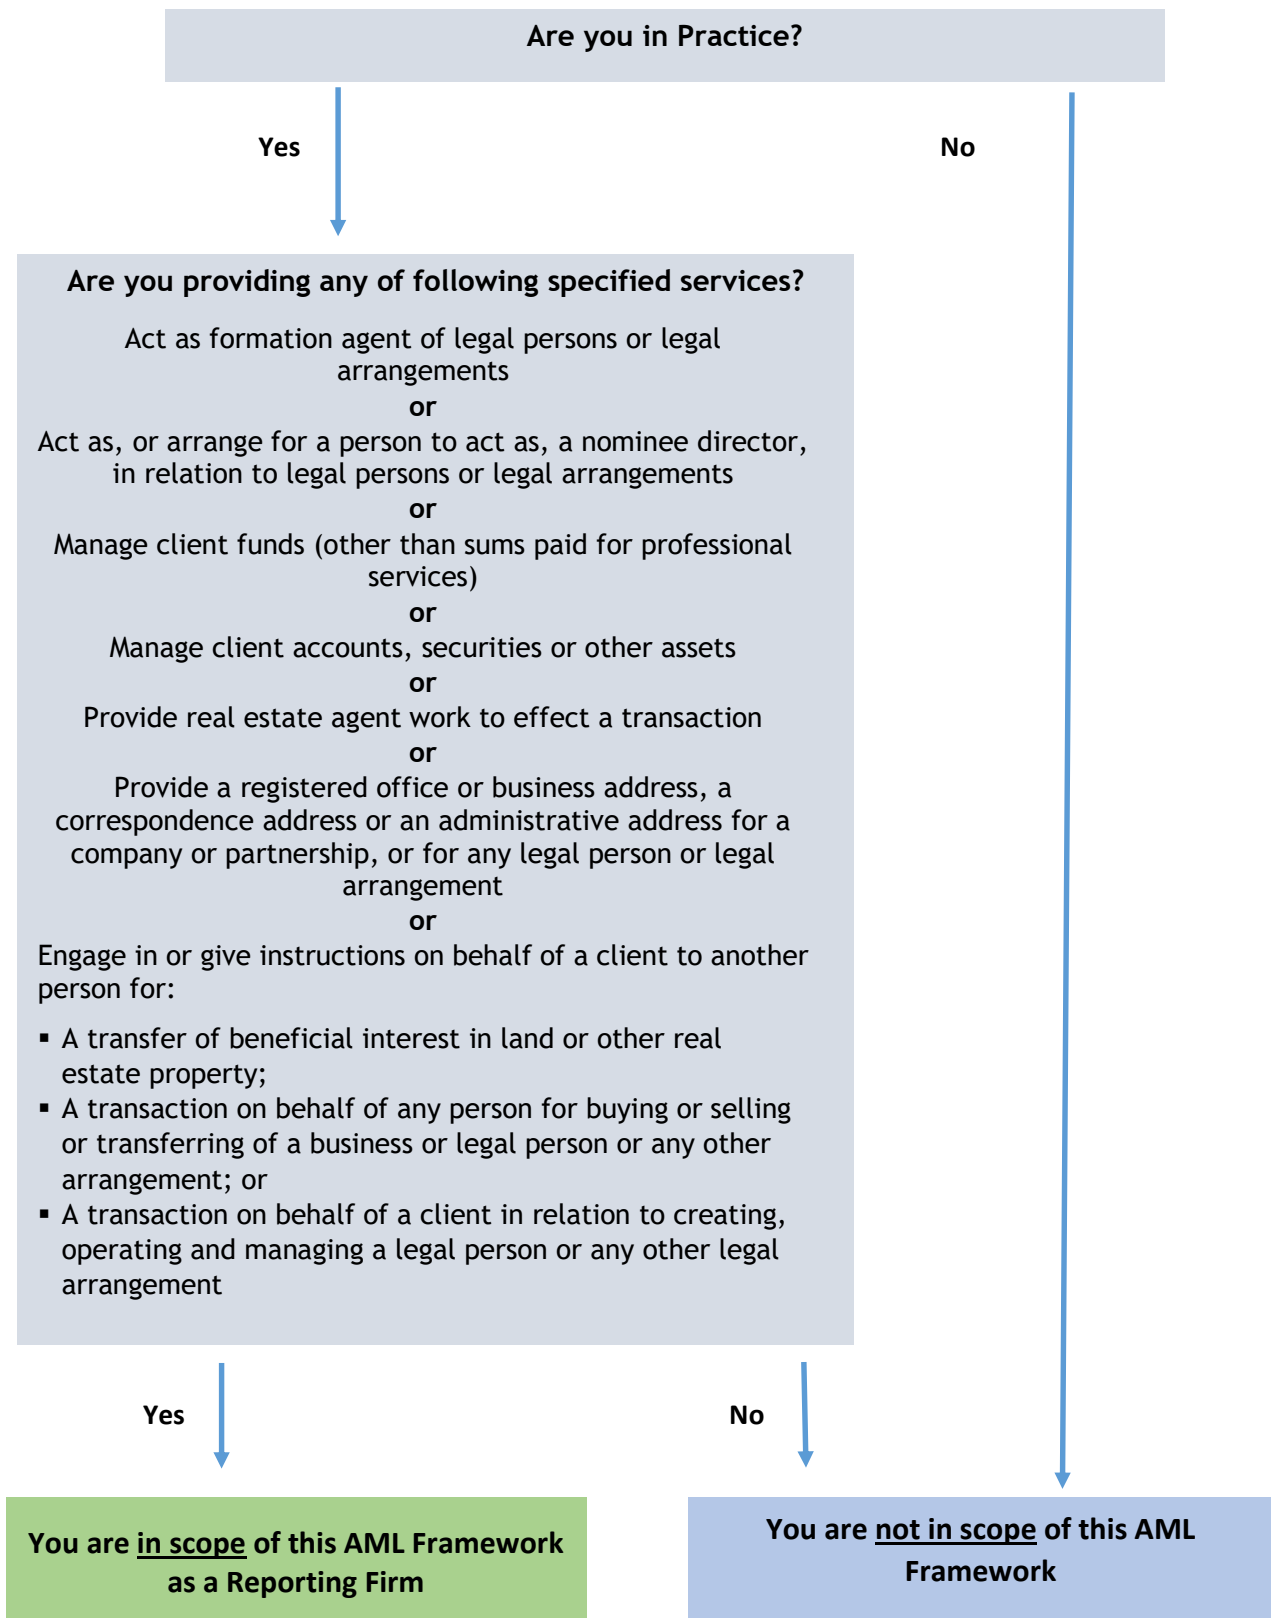 Are you in Practice?
Yes
No
Are you providing any of following specified services?
Act as formation agent of legal persons or legal
arrangements
or
Act as, or arrange for a person to act as, a nominee director,
in relation to legal persons or legal arrangements
or
Manage client funds (other than sums paid for professional
services)
or
Manage client accounts, securities or other assets
or
Provide real estate agent work to effect a transaction
or
Provide a registered office or business address, a
correspondence address or an administrative address for a
company or partnership, or for any legal person or legal
arrangement
or
Engage in or give instructions on behalf of a client to another
person for:
▪ A transfer of beneficial interest in land or other real
estate property;
▪ A transaction on behalf of any person for buying or selling
or transferring of a business or legal person or any other
arrangement; or
▪ A transaction on behalf of a client in relation to creating,
operating and managing a legal person or any other legal
arrangement
Yes
No
You are in scope of this AML Framework
as a Reporting Firm
You are not in scope of this AML
Framework